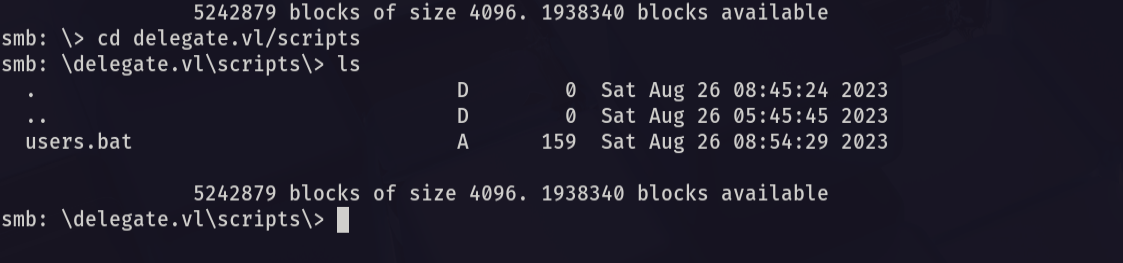 5242879 blocks of size 4096. 1938340 blocks available
smb: \> cd delegate.vl/scripts
smb: \delegate.vl\scripts\> ls
. D 0 Sat Aug 26 08:45:24 2023
.. D 0 Sat Aug 26 05:45:45 2023
users.bat A 159 Sat Aug 26 08:54:29 2023
5242879 blocks of size 4096. 1938340 blocks available
smb: \delegate.vl\scripts\>